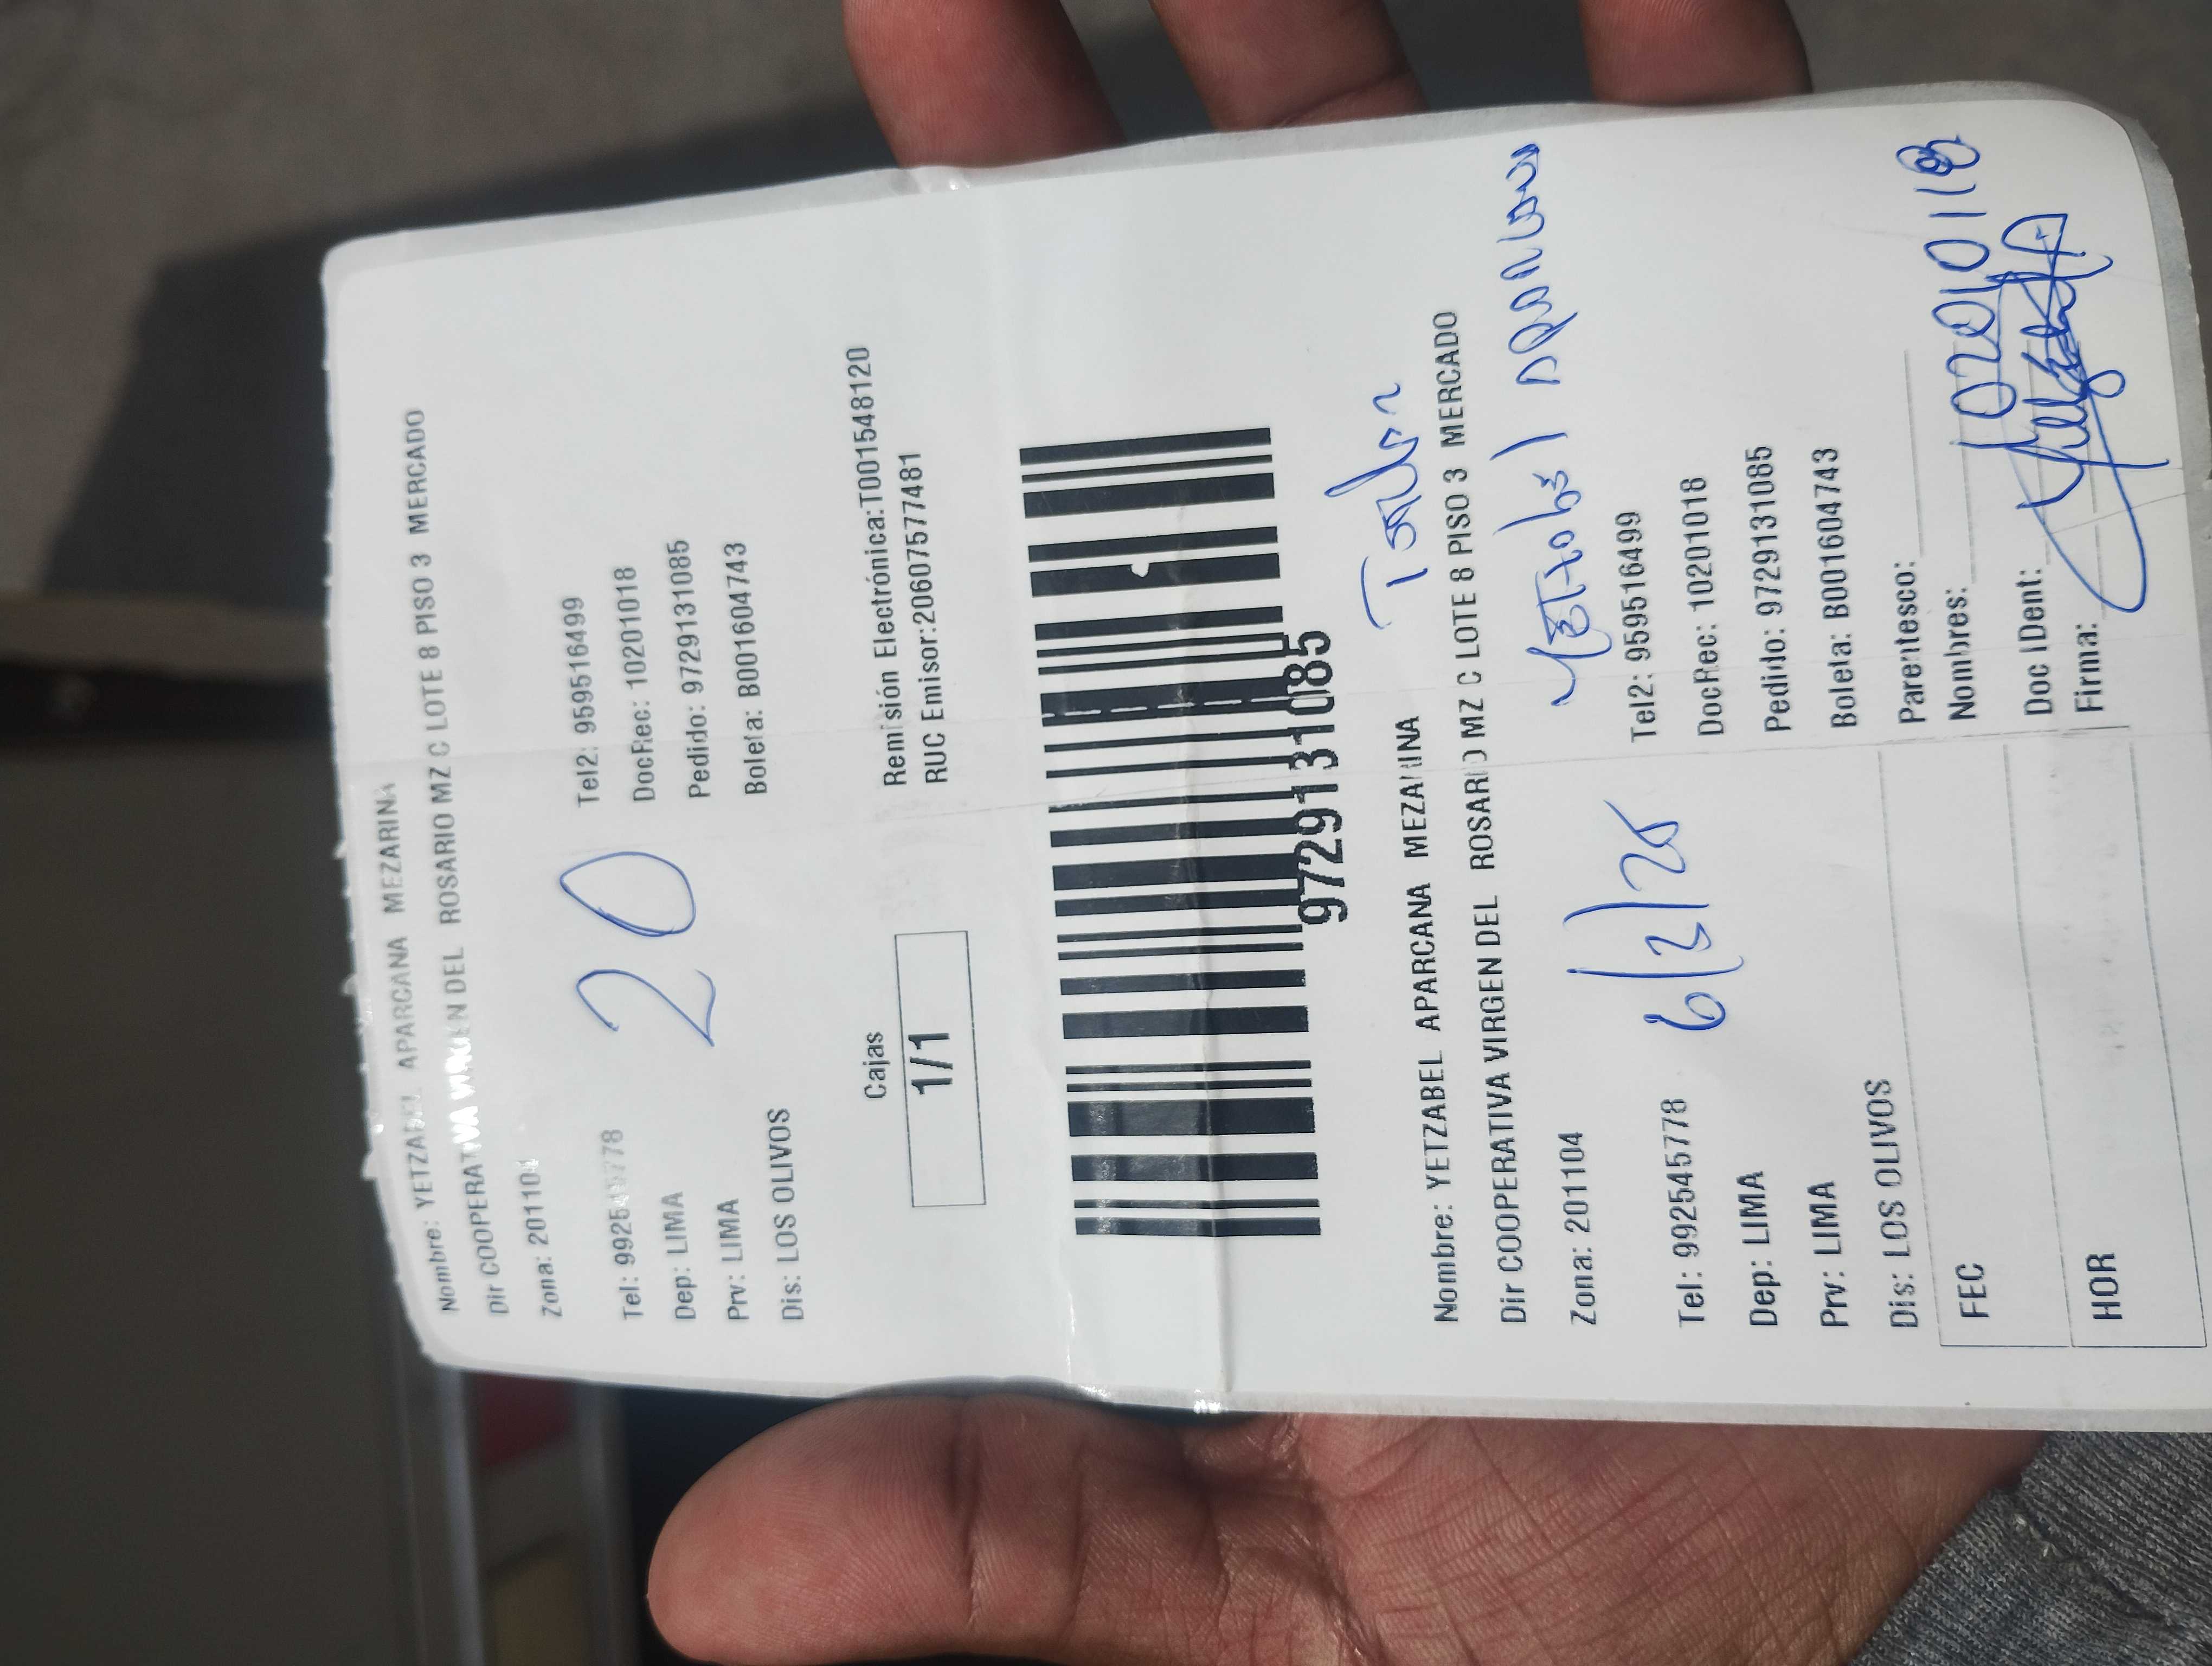 Nombre: YETZABEL APARCANA MEZARINA
Dir COOPERATIVA VIRGEN DEL ROSARIO MZ C LOTE 8 PISO 3 MERCADO
Zona: 201104
20
Tel: 992545778 Tel2: 959516499
Dep: LIMA DocRec: 10201018
Prv: LIMA Pedido: 9729131085
Dis: LOS OLIVOS Boleta: B001604743
Cajas
1/1
Remisión Electrónica:T001548120
RUC Emisor:20607577481
9729131085
Nombre: YETZABEL APARCANA MEZARINA
Dir COOPERATIVA VIRGEN DEL ROSARIO MZ C LOTE 8 PISO 3 MERCADO
Zona: 201104
6/2/25
Tel: 992545778 Tel2: 959516499
Dep: LIMA DocRec: 10201018
Prv: LIMA Pedido: 9729131085
Dis: LOS OLIVOS Boleta: B001604743
Parentesco:
FEC Nombres:
Doc IDent:
HOR Firma: